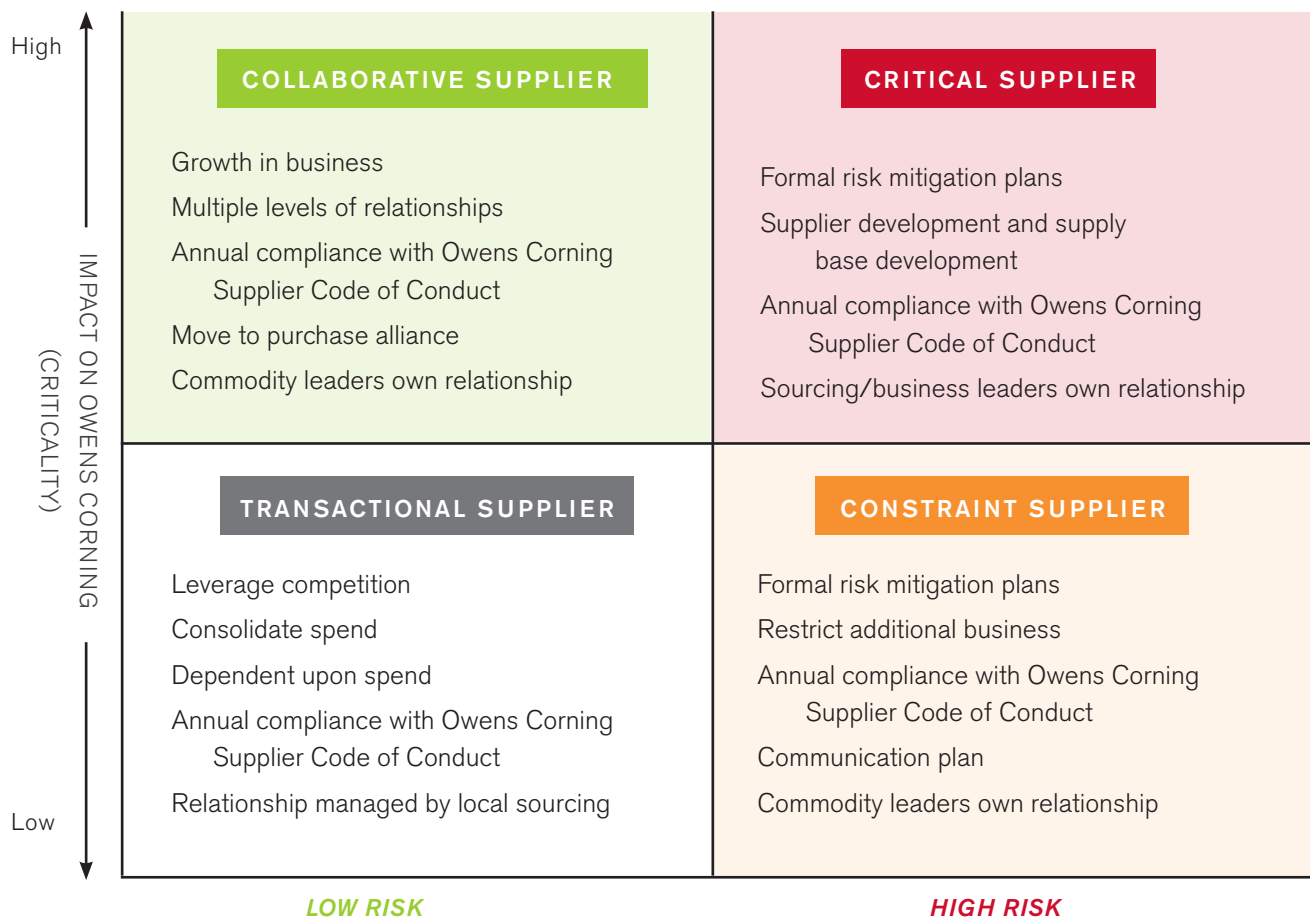 High
IMPACT ON OWENS CORNING
(CRITICALITY)
Low
COLLABORATIVE SUPPLIER
Growth in business
Multiple levels of relationships
Annual compliance with Owens Corning
Supplier Code of Conduct
Move to purchase alliance
Commodity leaders own relationship
CRITICAL SUPPLIER
Formal risk mitigation plans
Supplier development and supply
base development
Annual compliance with Owens Corning
Supplier Code of Conduct
Sourcing/business leaders own relationship
TRANSACTIONAL SUPPLIER
Leverage competition
Consolidate spend
Dependent upon spend
Annual compliance with Owens Corning
Supplier Code of Conduct
Relationship managed by local sourcing
CONSTRAINT SUPPLIER
Formal risk mitigation plans
Restrict additional business
Annual compliance with Owens Corning
Supplier Code of Conduct
Communication plan
Commodity leaders own relationship
LOW RISK
HIGH RISK